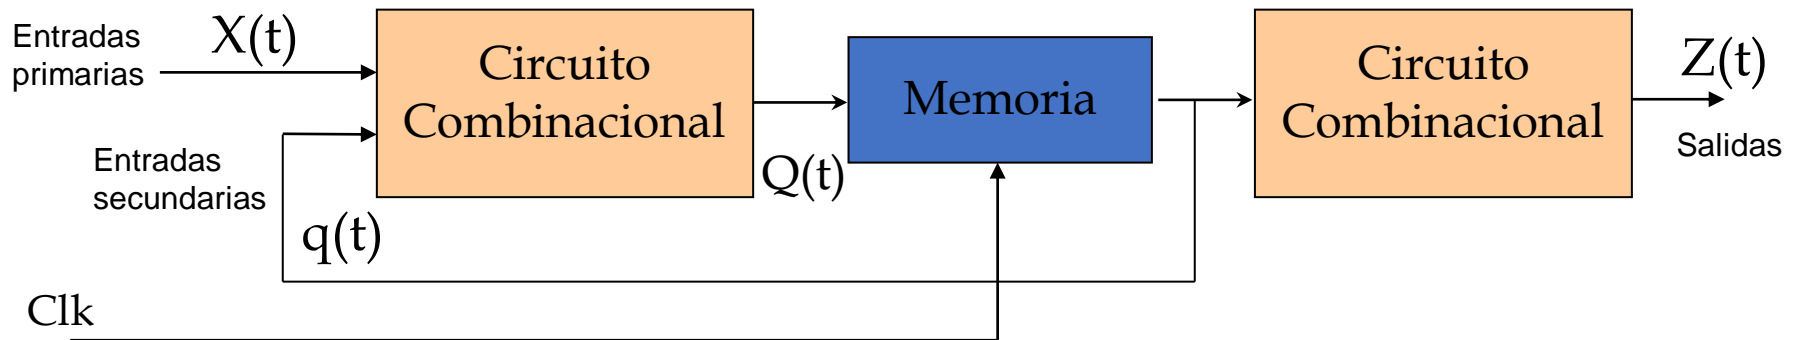 Entradas
primarias
X(t)
Circuito
Combinacional
Memoria
Circuito
Combinacional
Z(t)
Salidas
Entradas
secundarias
Q(t)
q(t)
Clk